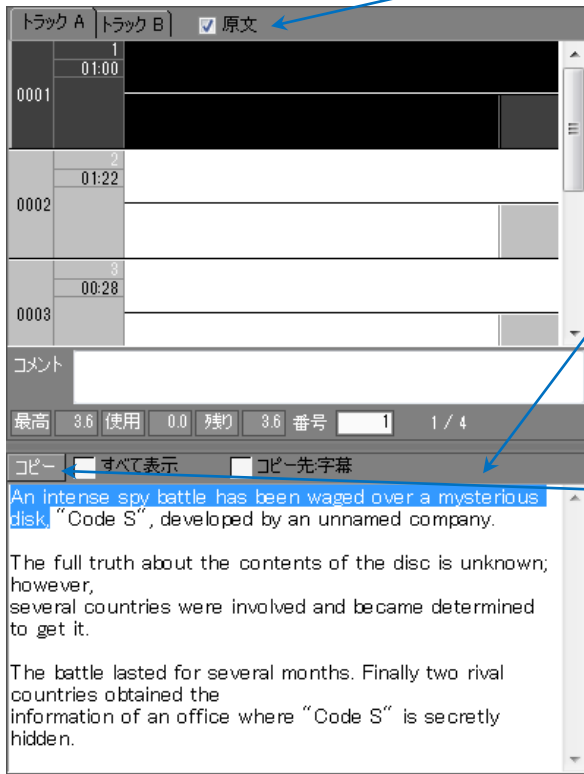 トラック A トラック B 原文
1
01:00
0001
2
01:22
0002
3
00:28
0003
コメント
最高 3.6 使用 0.0 残り 3.6 番号 1 1 / 4
コピー すべて表示 コピー先:字幕
An intense spy battle has been waged over a mysterious
disk, "Code S", developed by an unnamed company.
The full truth about the contents of the disc is unknown;
however,
several countries were involved and became determined
to get it.
The battle lasted for several months. Finally two rival
countries obtained the
information of an office where "Code S" is secretly
hidden.